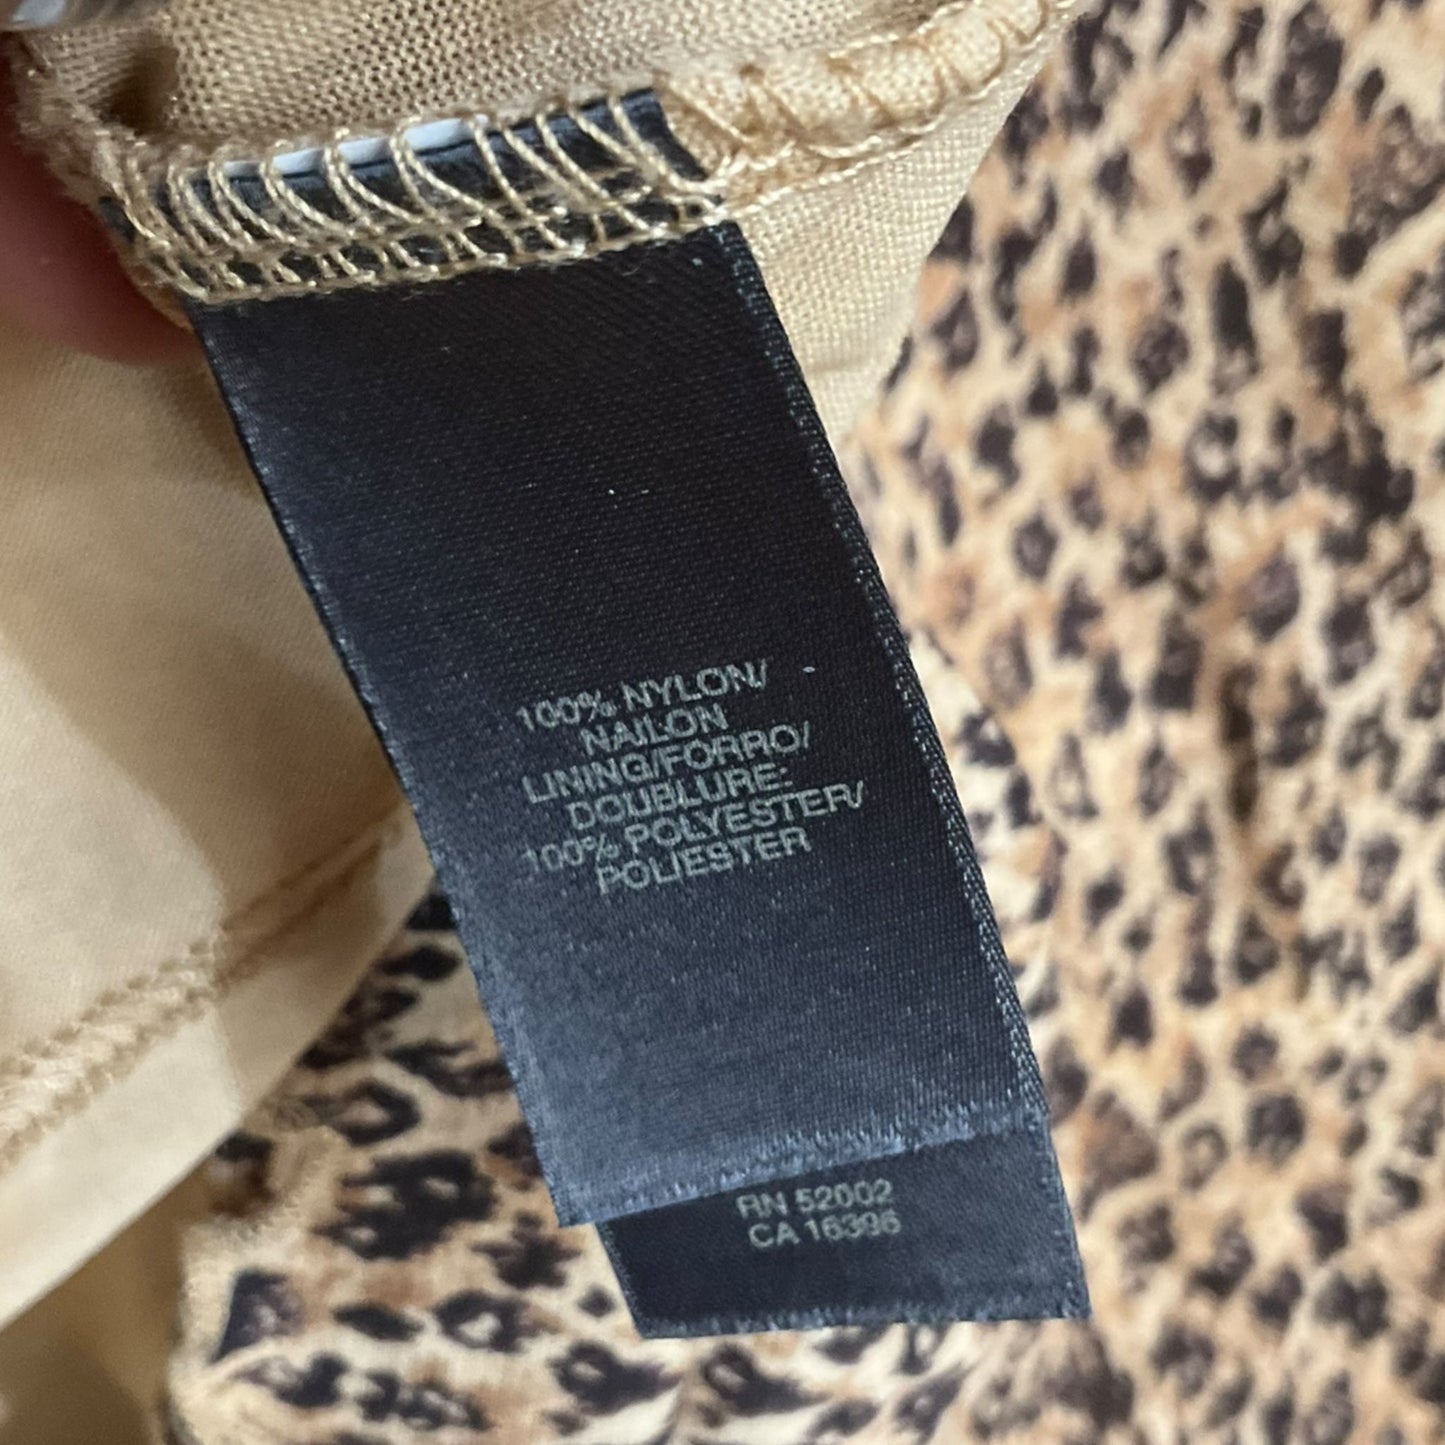 100% NYLON/
NAILON
LINING/FORRO/
DOUBLURE:
100% POLYESTER/
POLIESTER
RN 52002
CA 16396